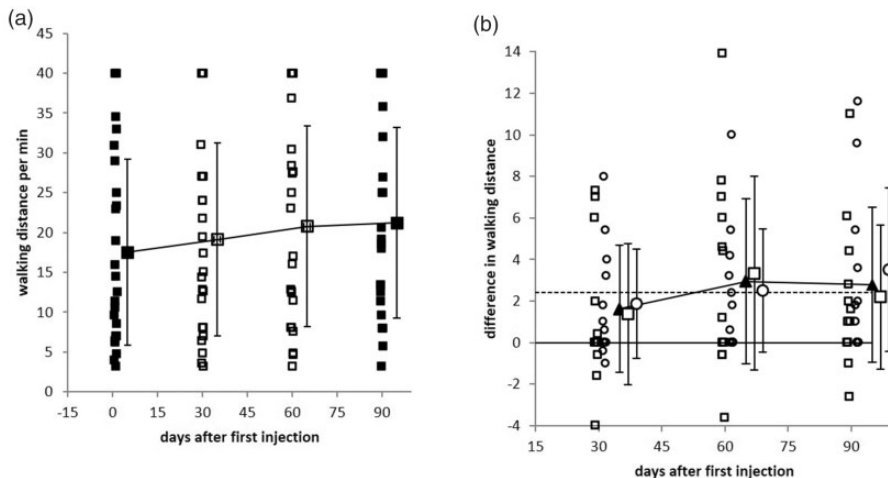 (a)
45
40
35
30
25
20
15
10
5
0
-15 0 15 30 45 60 75 90
walking distance per min
days after first injection
(b)
14
12
10
8
6
4
2
0
-2
-4
15 30 45 60 75 90
difference in walking distance
days after first injection